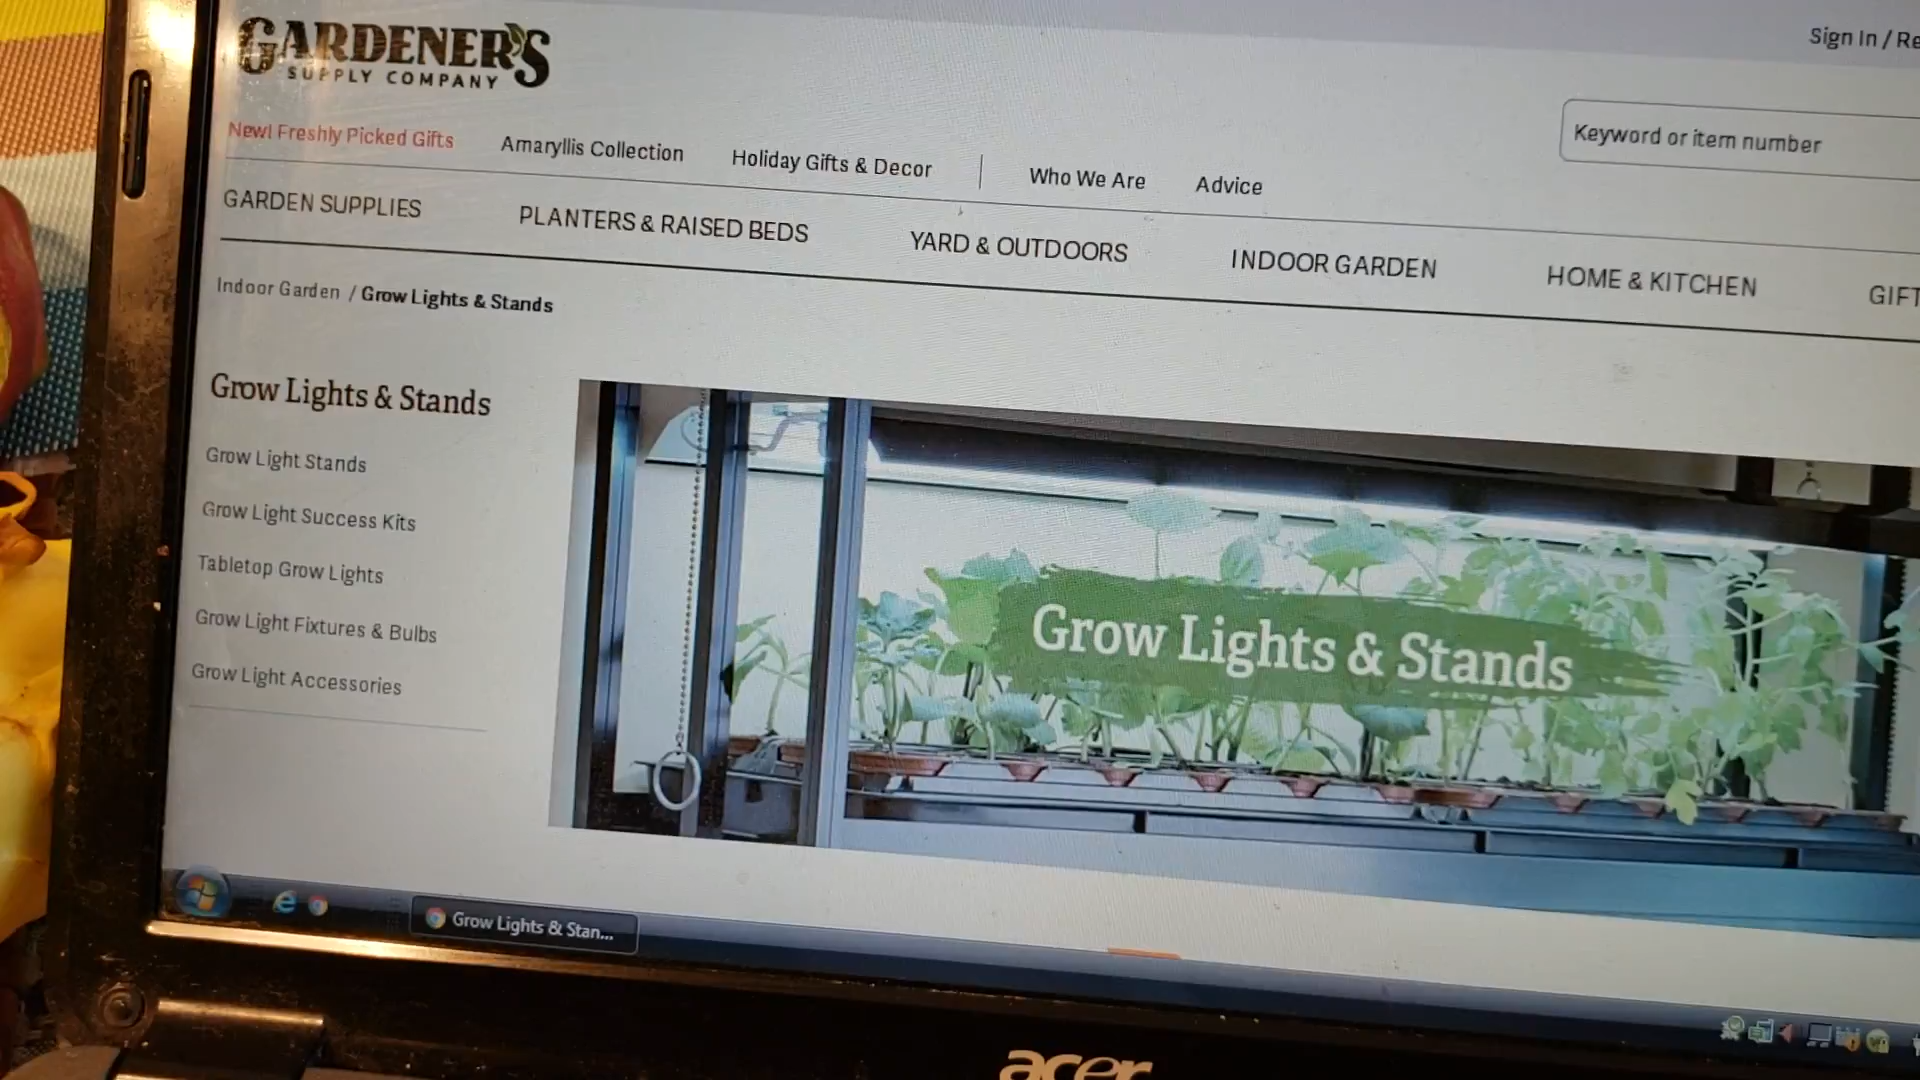 GARDENER'S
SUPPLY COMPANY
Sign In /
Keyword or item number
New! Freshly Picked Gifts
Amaryllis Collection
Holiday Gifts & Decor
Who We Are
Advice
GARDEN SUPPLIES
PLANTERS & RAISED BEDS
YARD & OUTDOORS
INDOOR GARDEN
HOME & KITCHEN
Indoor Garden / Grow Lights & Stands
Grow Lights & Stands
Grow Light Stands
Grow Light Success Kits
Tabletop Grow Lights
Grow Light Fixtures & Bulbs
Grow Light Accessories
Grow Lights & Stands
Grow Lights & Stan...
acer